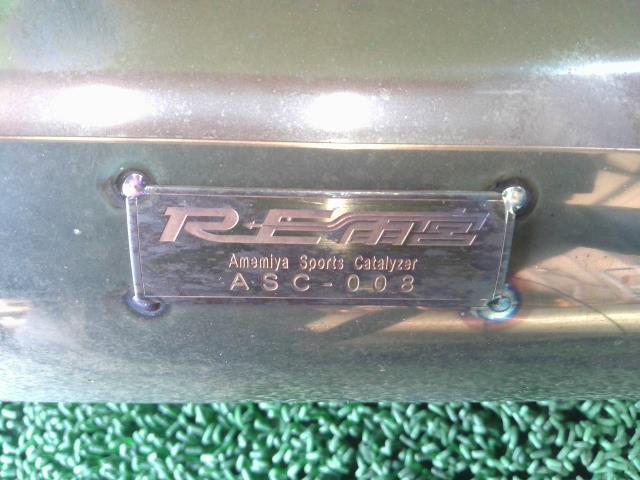 RE雨宮
Amemiya Sports Catalyzer
ASC-008